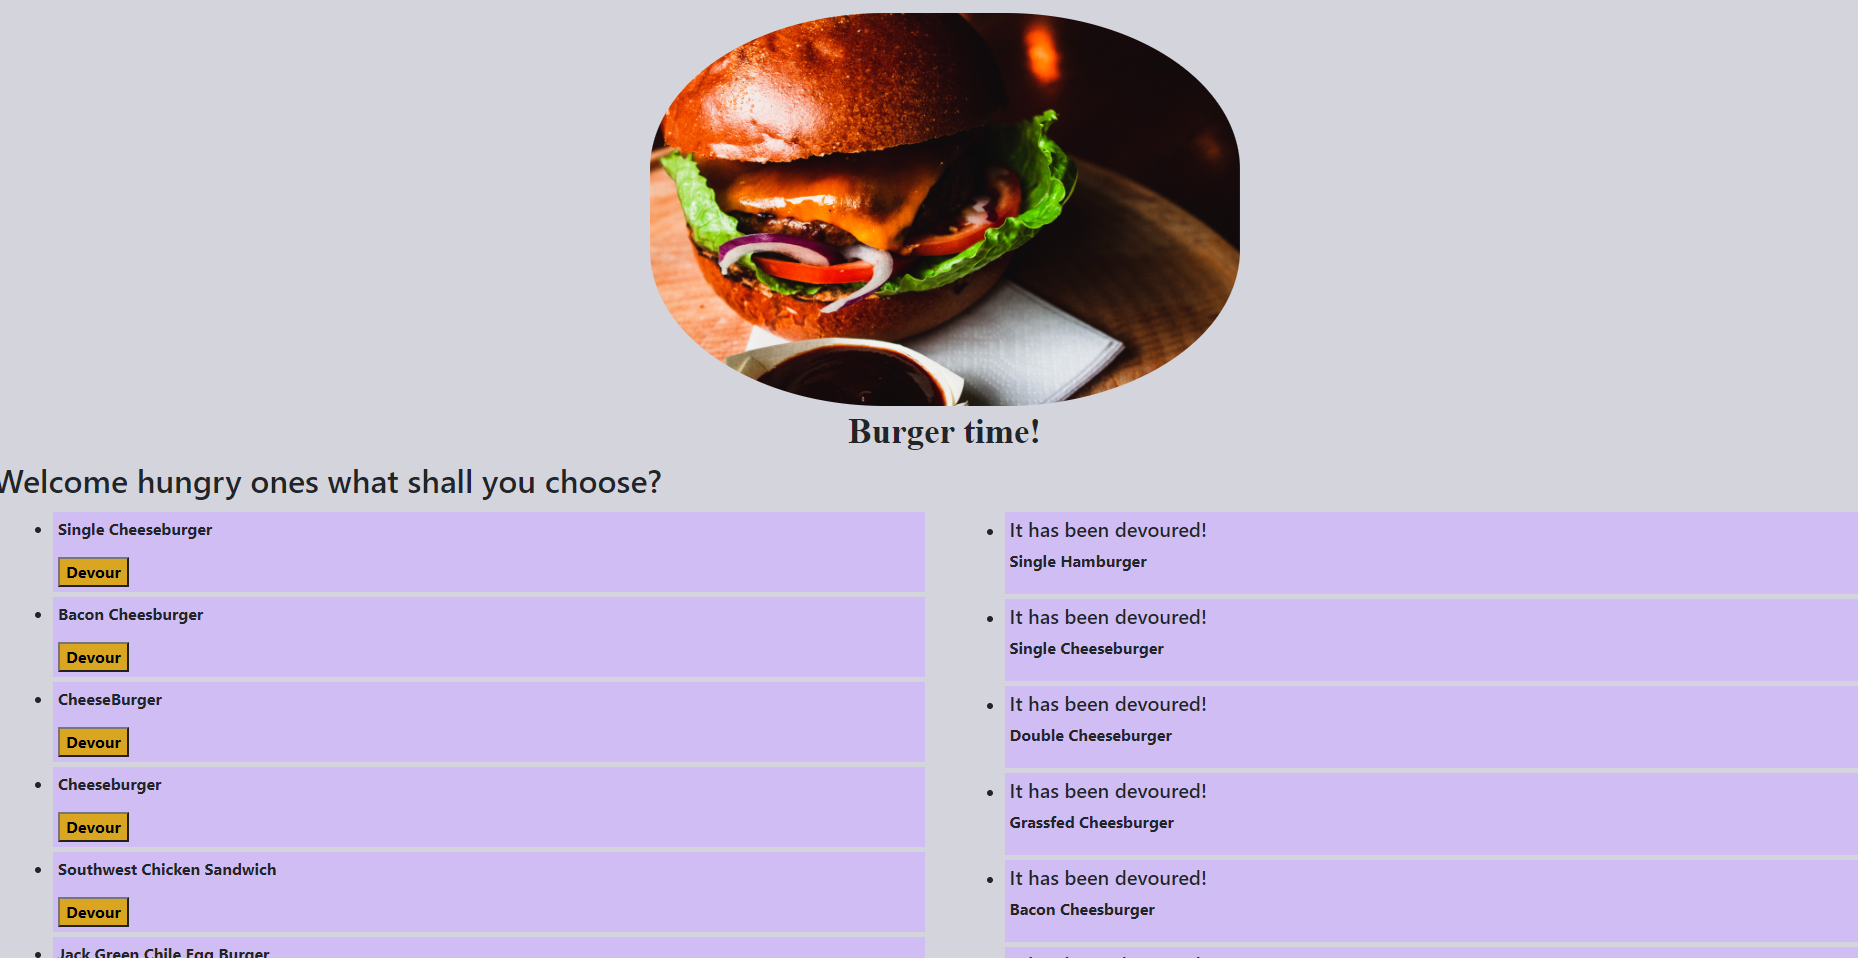 Burger time!
Welcome hungry ones what shall you choose?
Single Cheeseburger
Devour
Bacon Cheesburger
Devour
CheeseBurger
Devour
Cheeseburger
Devour
Southwest Chicken Sandwich
Devour
Jack Green Chile Egg Burger
It has been devoured!
Single Hamburger
It has been devoured!
Single Cheeseburger
It has been devoured!
Double Cheeseburger
It has been devoured!
Grassfed Cheesburger
It has been devoured!
Bacon Cheesburger